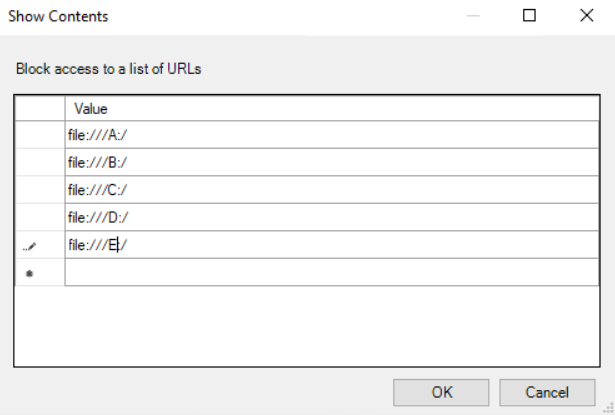 Show Contents
Block access to a list of URLs
Value
file:///A:/
file:///B:/
file:///C:/
file:///D:/
file:///E:/
OK
Cancel